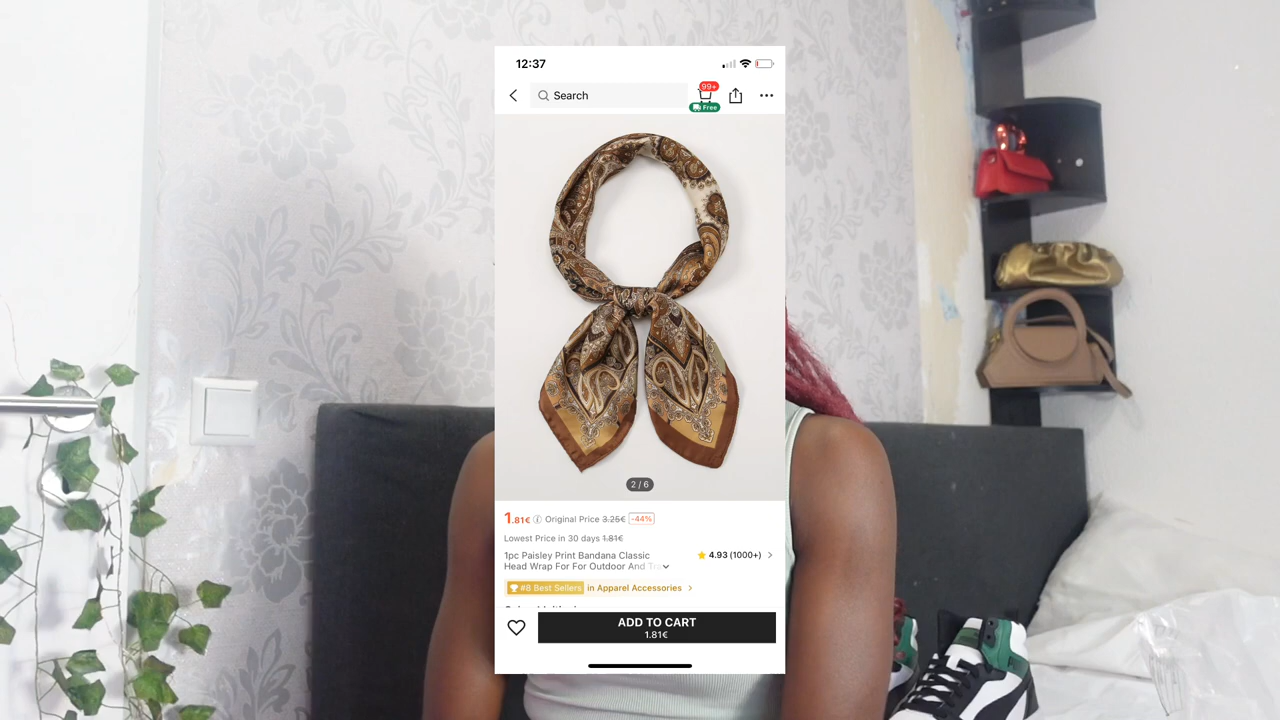 12:37
Search
99+
Free
2 / 6
1.81€ Original Price 3.25€ -44%
Lowest Price in 30 days 1.81€
1pc Paisley Print Bandana Classic
Head Wrap For For Outdoor And
4.93 (1000+)
#8 Best Sellers in Apparel Accessories
ADD TO CART
1.81€